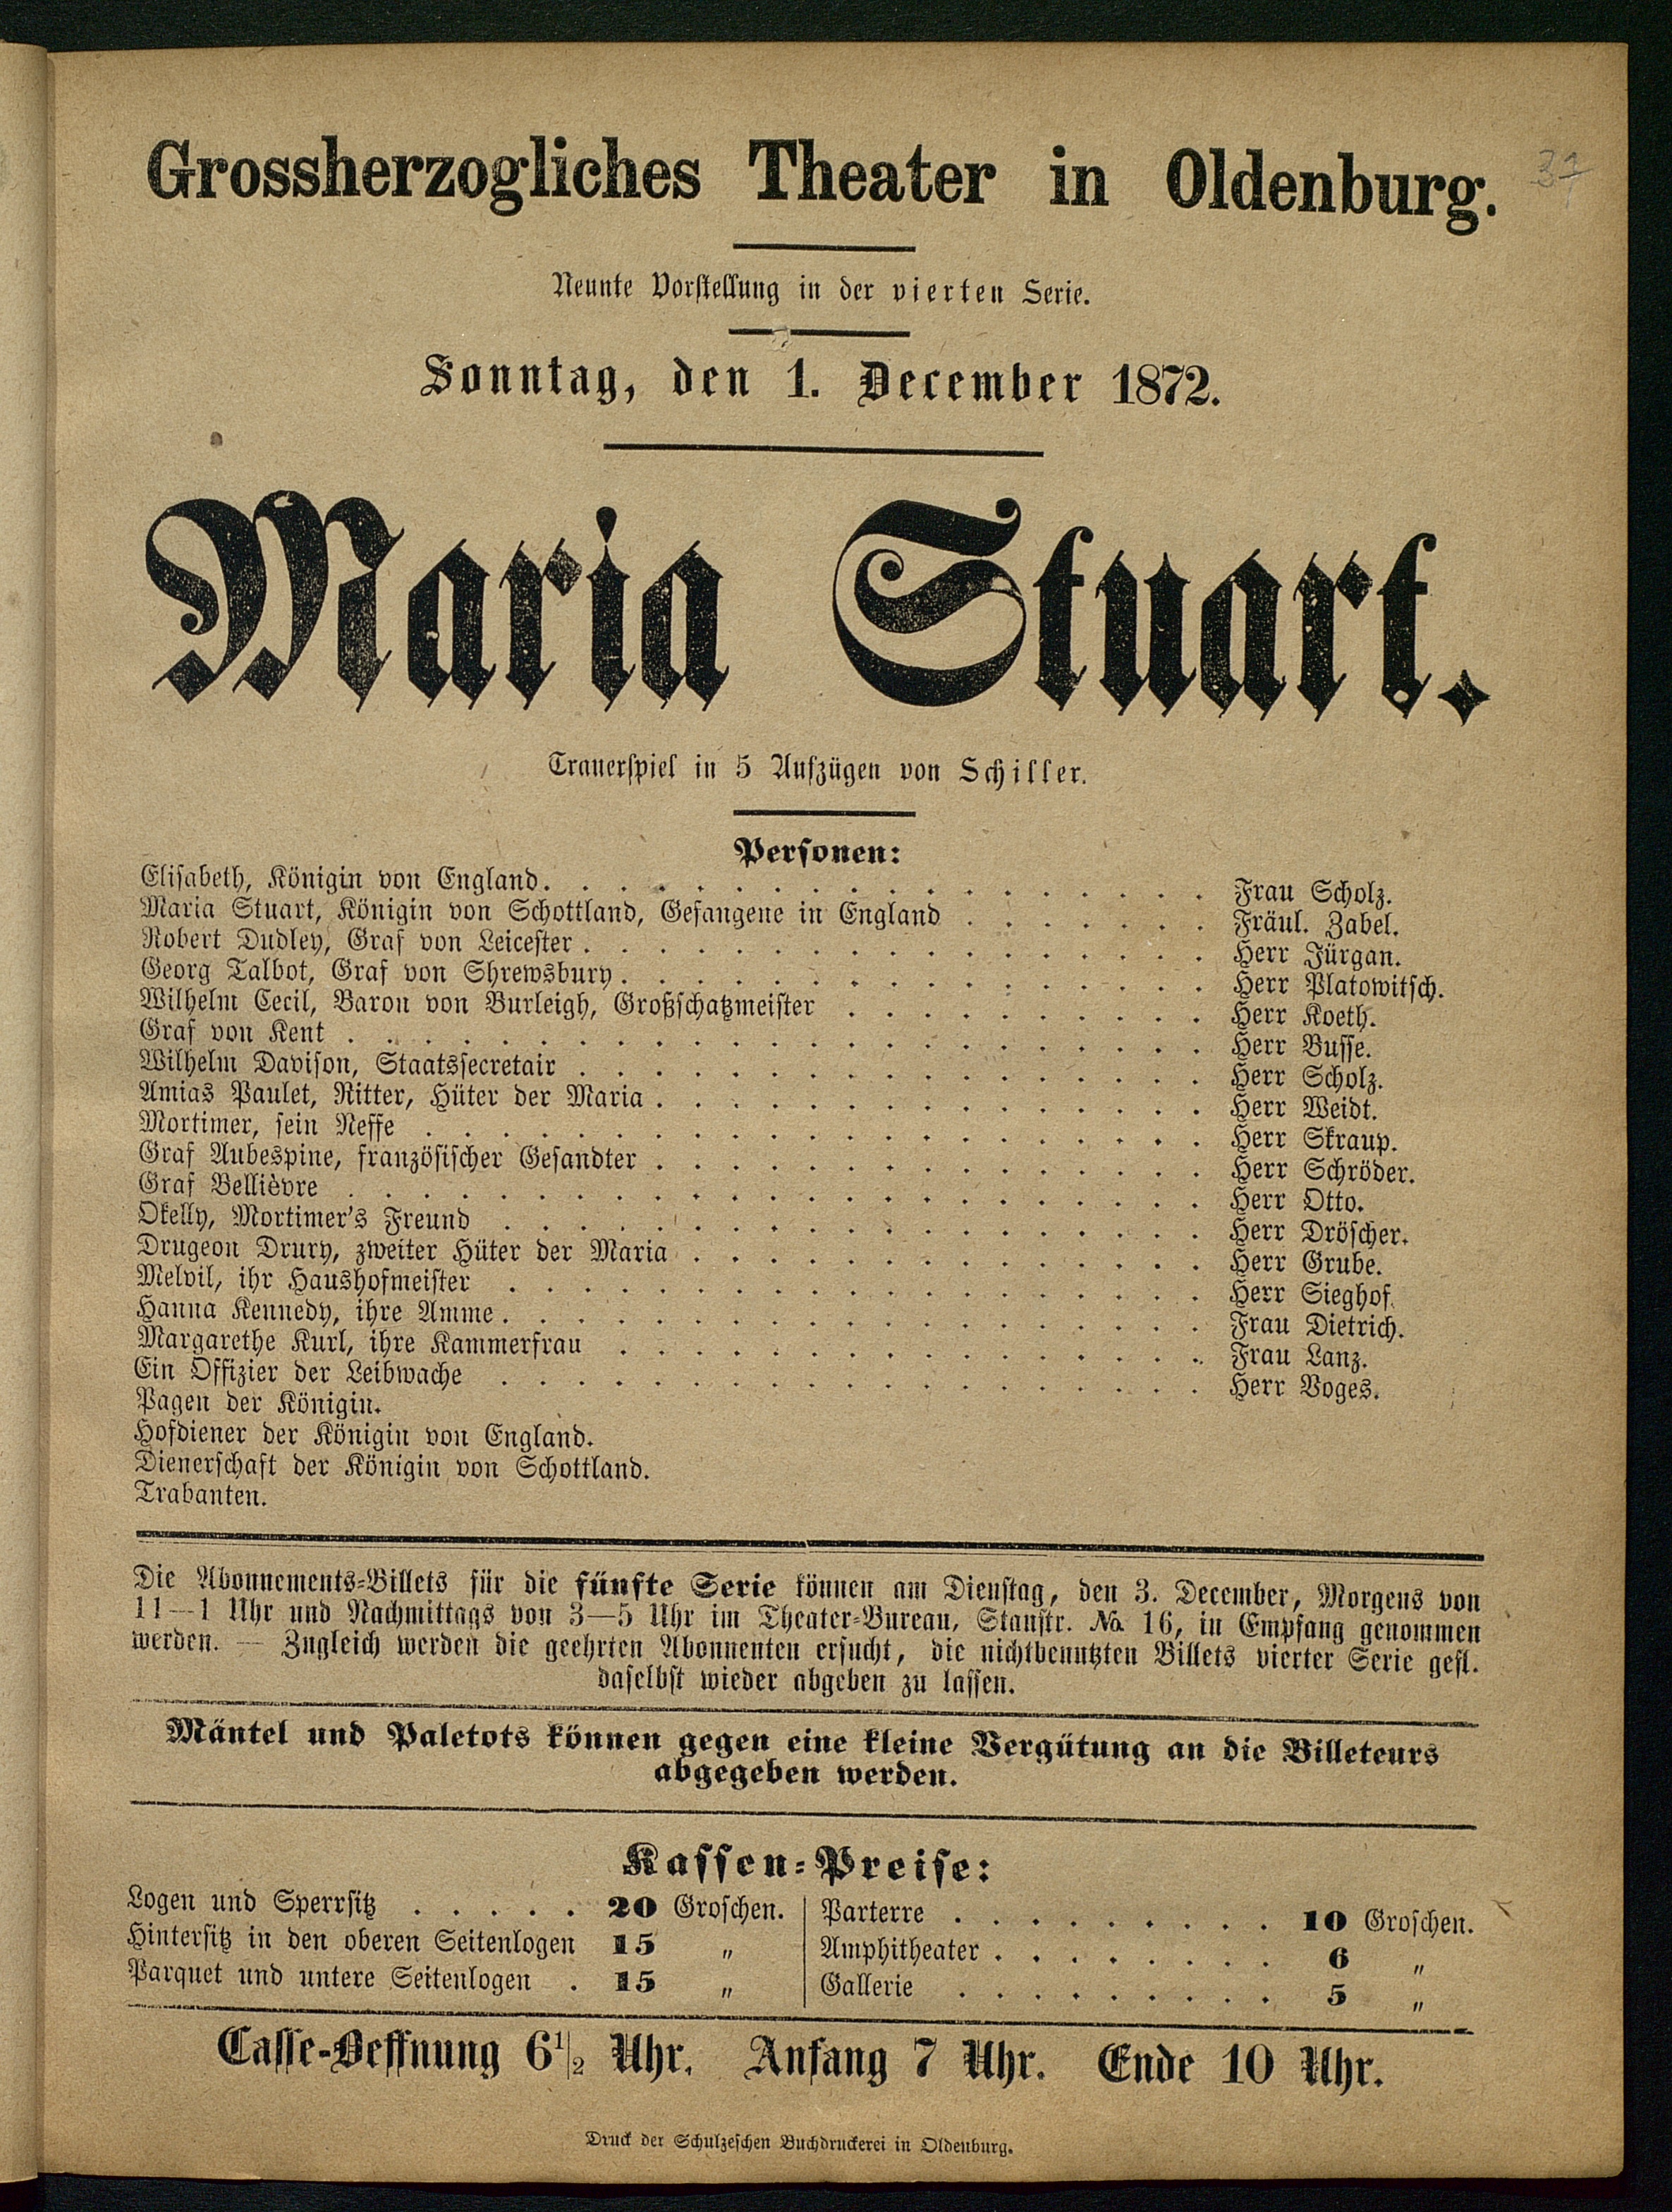 Grossherzogliches Theater in Oldenburg.
Neunte Vorstellung in der vierten Serie.
Sonntag, den 1. December 1872.
Maria Stuart.
Trauerspiel in 5 Aufzügen von Schiller.
Personen:
Elisabeth, Königin von England. . . . . . . . . . . . . . . . . . . Frau Scholz.
Maria Stuart, Königin von Schottland, Gefangene in England . . . . . . . Fräul. Zabel.
Robert Dudley, Graf von Leicester . . . . . . . . . . . . . . . . . Herr Jürgan.
Georg Talbot, Graf von Shrewsbury . . . . . . . . . . . . . . . . Herr Platowitsch.
Wilhelm Cecil, Baron von Burleigh, Großschatzmeister . . . . . . . . . . Herr Koeth.
Graf von Kent . . . . . . . . . . . . . . . . . . . . . . . Herr Busse.
Wilhelm Davison, Staatssecretair . . . . . . . . . . . . . . . . . Herr Scholz.
Amias Paulet, Ritter, Hüter der Maria . . . . . . . . . . . . . . . Herr Weidt.
Mortimer, sein Neffe . . . . . . . . . . . . . . . . . . . . . Herr Skraup.
Graf Aubespine, französischer Gesandter . . . . . . . . . . . . . . . Herr Schröder.
Graf Bellièvre . . . . . . . . . . . . . . . . . . . . . . . Herr Otto.
Okelly, Mortimer's Freund . . . . . . . . . . . . . . . . . . . Herr Dröscher.
Drugeon Drury, zweiter Hüter der Maria . . . . . . . . . . . . . . Herr Grube.
Melvil, ihr Haushofmeister . . . . . . . . . . . . . . . . . . . Herr Sieghof.
Hanna Kennedy, ihre Amme . . . . . . . . . . . . . . . . . . . Frau Dietrich.
Margarethe Kurl, ihre Kammerfrau . . . . . . . . . . . . . . . . Frau Lanz.
Ein Offizier der Leibwache . . . . . . . . . . . . . . . . . . . Herr Voges.
Pagen der Königin.
Hofdiener der Königin von England.
Dienerschaft der Königin von Schottland.
Trabanten.
Die Abonnements-Billets für die fünfte Serie können am Dienstag, den 3. December, Morgens von
11—1 Uhr und Nachmittags von 3—5 Uhr im Theater-Bureau, Staustr. № 16, in Empfang genommen
werden. — Zugleich werden die geehrten Abonnenten ersucht, die nichtbenutzten Billets vierter Serie gefl.
daselbst wieder abgeben zu lassen.
Mäntel und Paletots können gegen eine kleine Vergütung an die Billeteurs
abgegeben werden.
Kassen-Preise:
Logen und Sperrsitz . . . . . 20 Groschen.
Hintersitz in den oberen Seitenlogen 15 „
Parquet und untere Seitenlogen . 15 „
Parterre . . . . . . . . . 10 Groschen.
Amphitheater . . . . . . . . 6 „
Gallerie . . . . . . . . . 5 „
Casse-Oeffnung 6½ Uhr. Anfang 7 Uhr. Ende 10 Uhr.
Druck der Schulzeschen Buchdruckerei in Oldenburg.